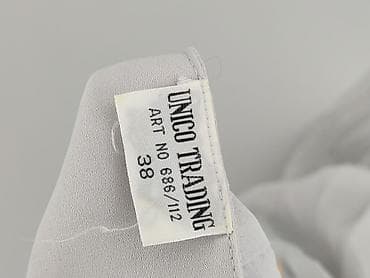 UNICO TRADING
ART NO 686/112
38